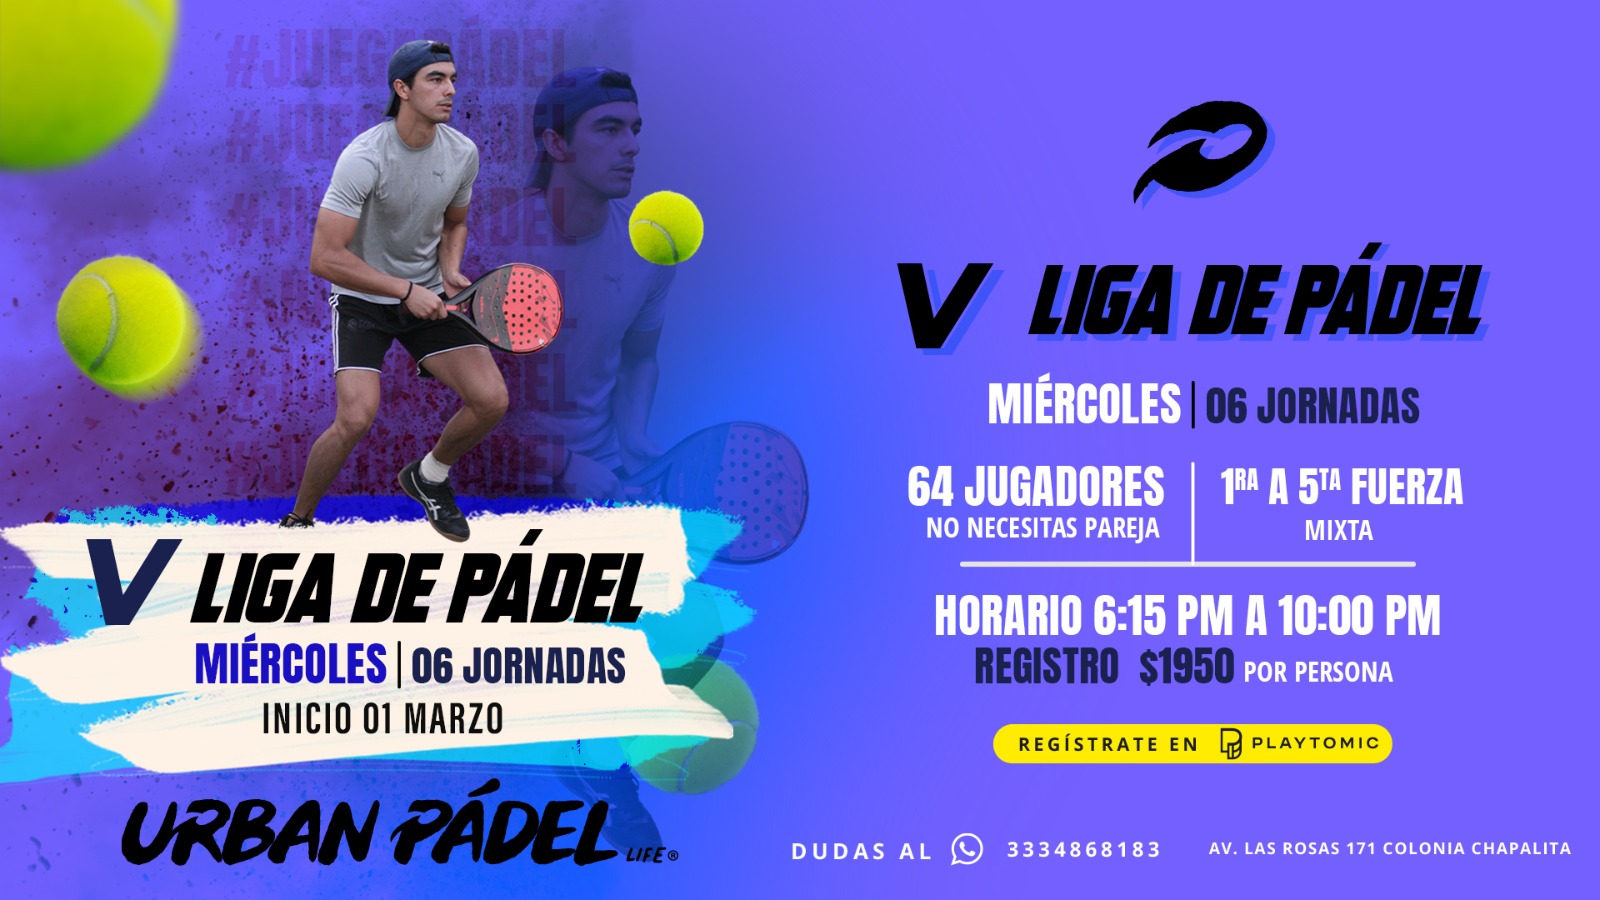 #JUEGAPÁDEL
V LIGA DE PÁDEL
MIÉRCOLES | 06 JORNADAS
INICIO 01 MARZO
URBAN PÁDEL LIFE®
V LIGA DE PÁDEL
MIÉRCOLES | 06 JORNADAS
64 JUGADORES
NO NECESITAS PAREJA
1RA A 5TA FUERZA
MIXTA
HORARIO 6:15 PM A 10:00 PM
REGISTRO $1950 POR PERSONA
REGÍSTRATE EN PLAYTOMIC
DUDAS AL 3334868183
AV. LAS ROSAS 171 COLONIA CHAPALITA